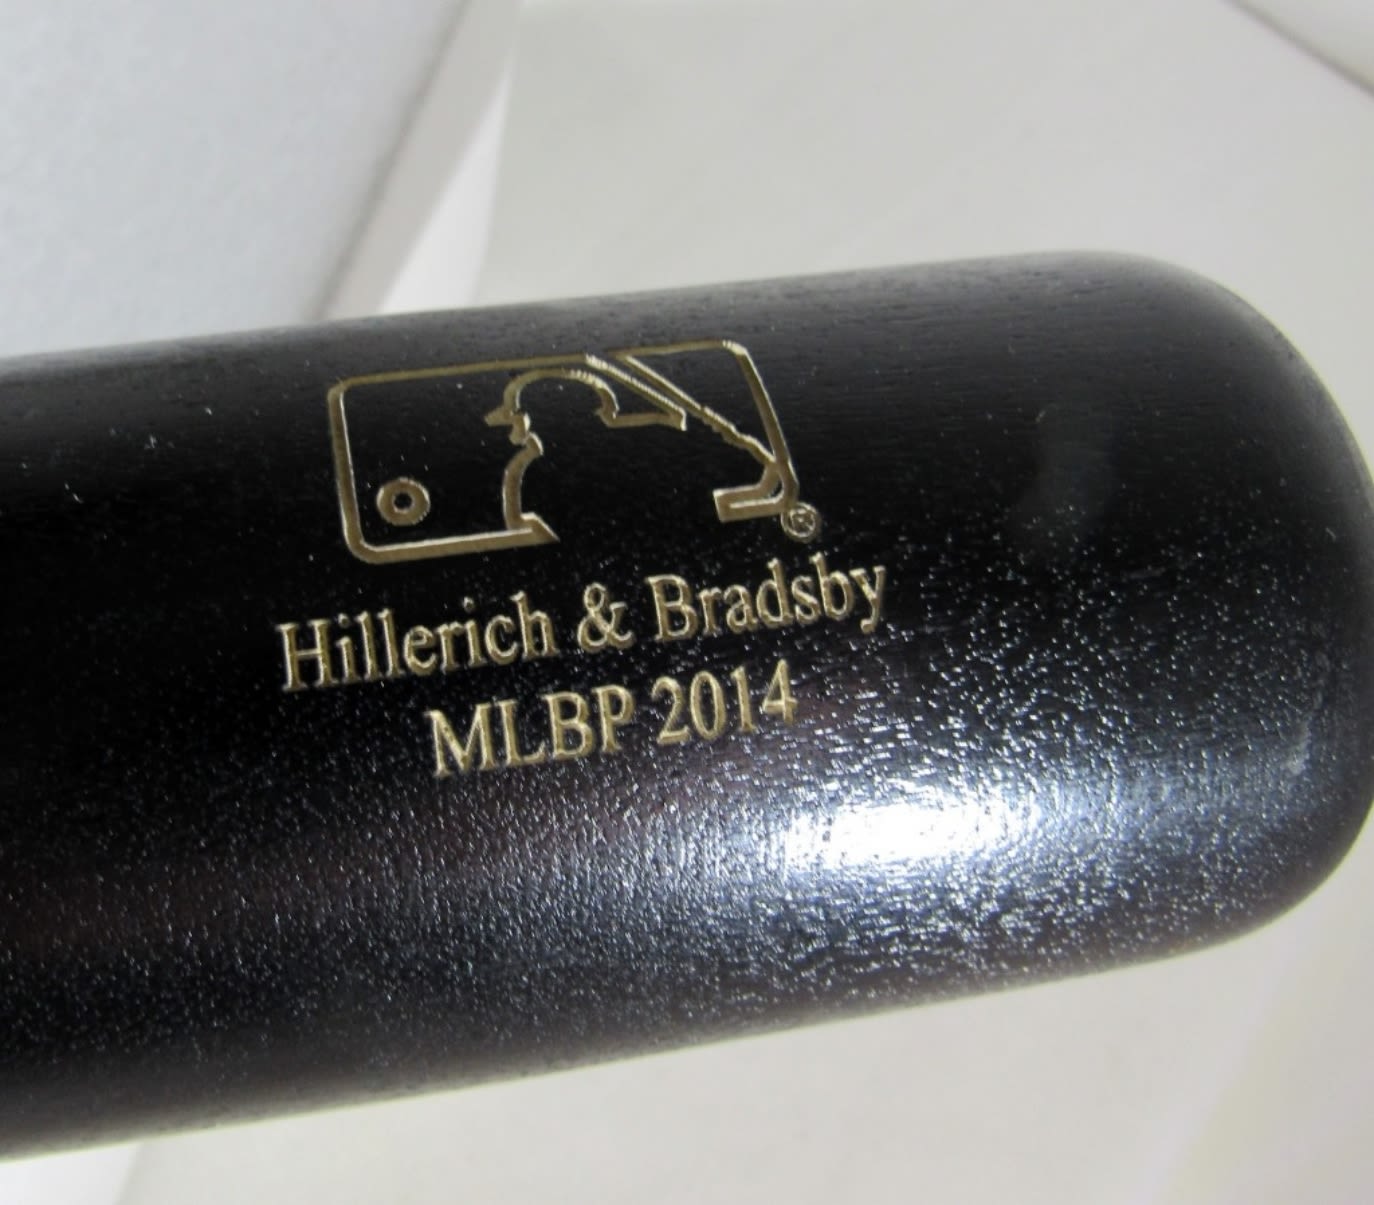 ®
Hillerich & Bradsby
MLBP 2014